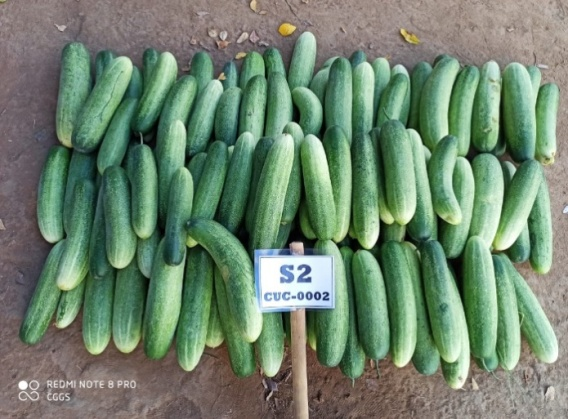 S2
CUC-0002
REDMI NOTE 8 PRO
CGGS